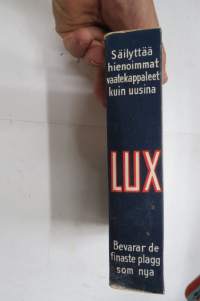 Säilyttää
hienoimmat
vaatekappaleet
kuin uusina
LUX
Bevarar de
finaste plagg
som nya